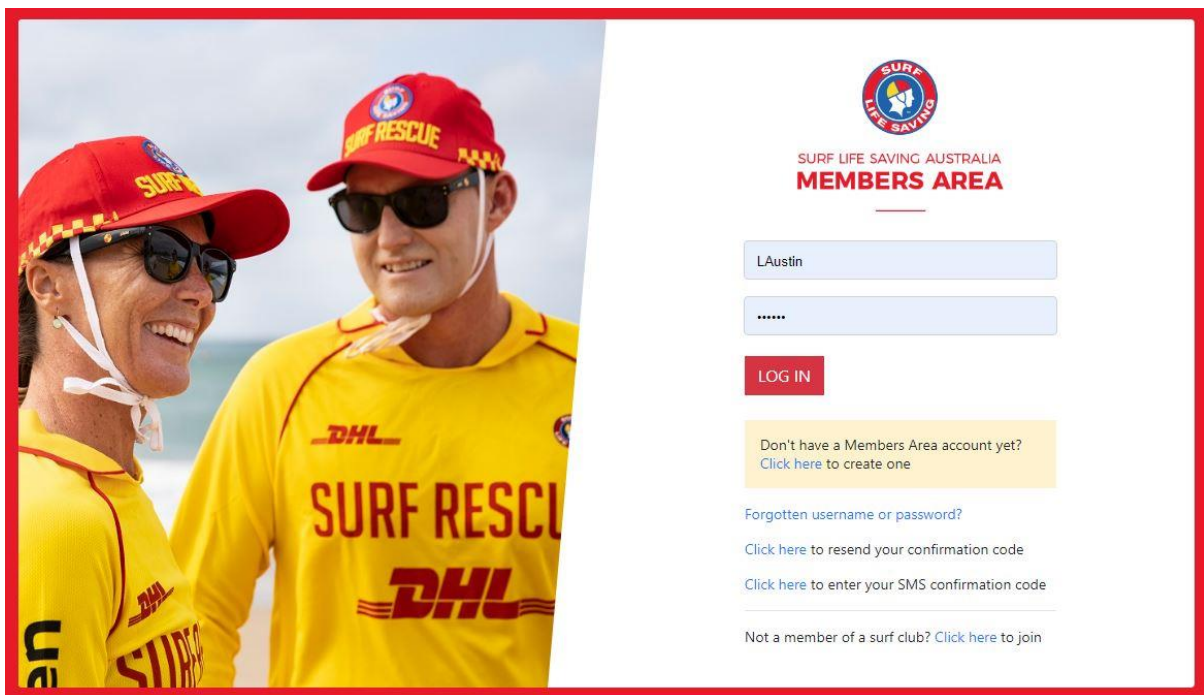 SURF RESCUE
SURF
DHL
SURF RESCU
DHL
DHL
SURF
LIFE SAVING
SURF LIFE SAVING AUSTRALIA
MEMBERS AREA
LAustin
••••••
LOG IN
Don't have a Members Area account yet?
Click here to create one
Forgotten username or password?
Click here to resend your confirmation code
Click here to enter your SMS confirmation code
Not a member of a surf club? Click here to join